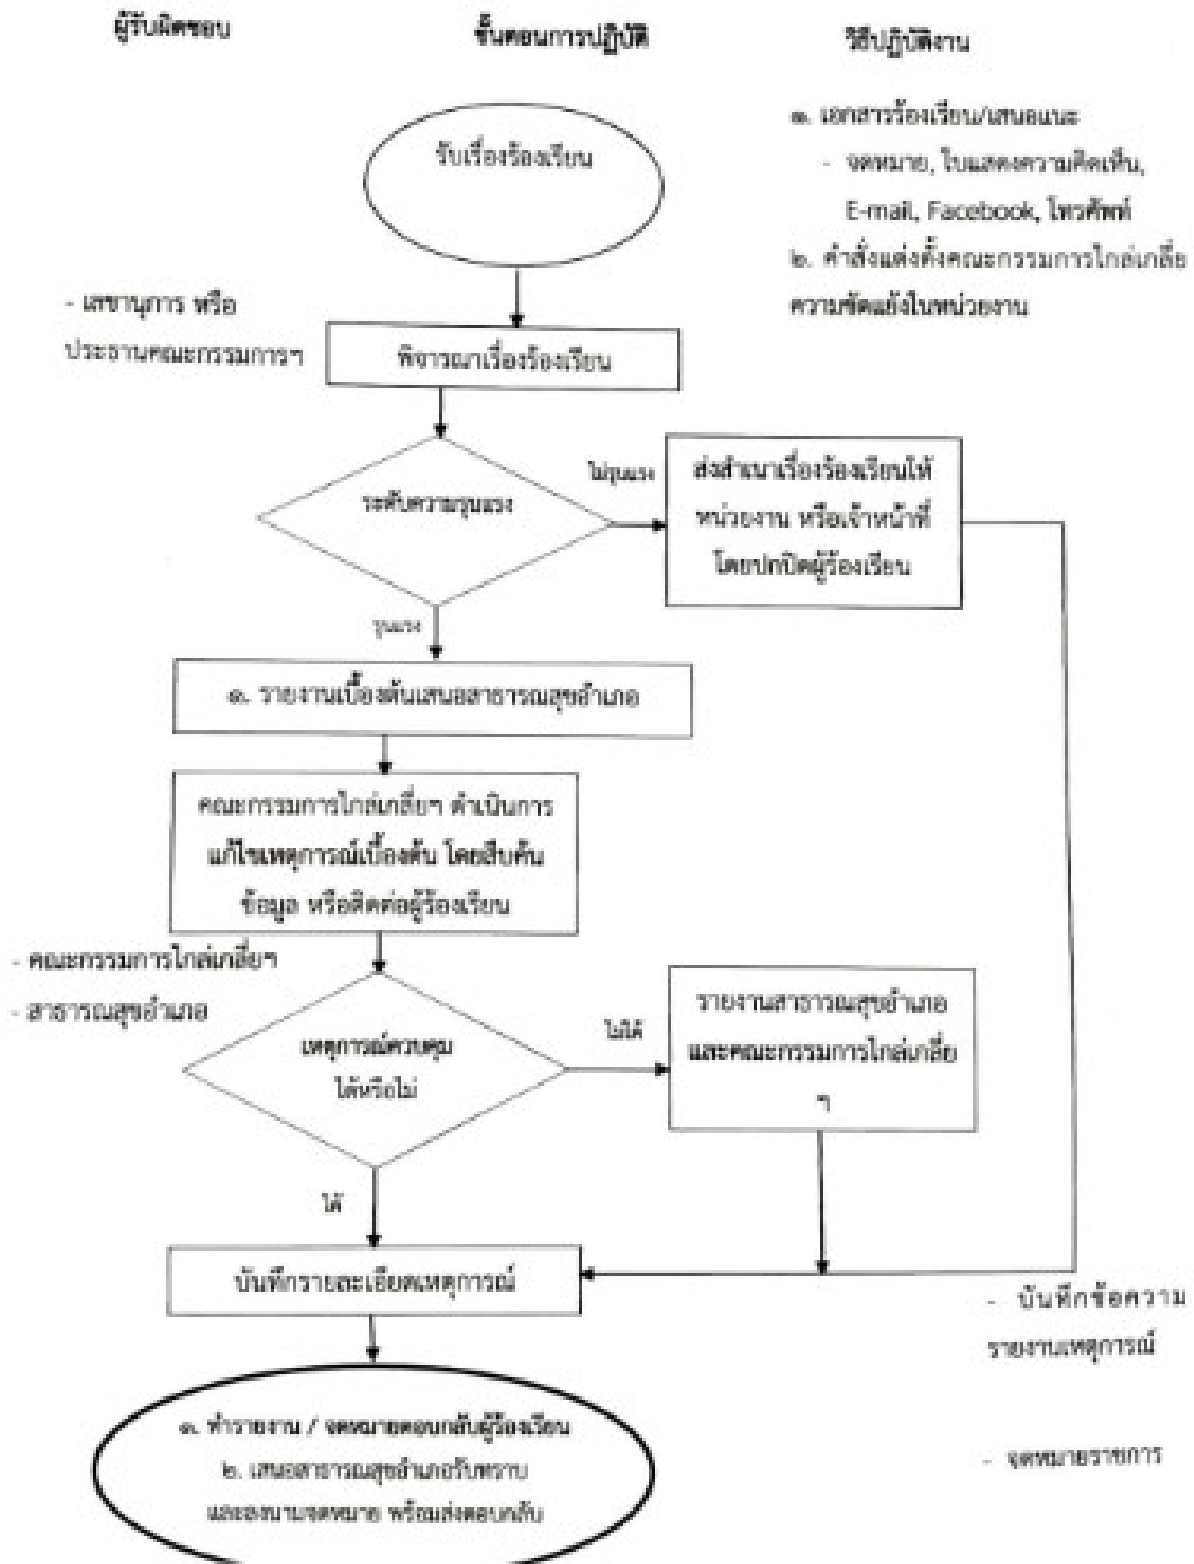 ผู้รับผิดชอบ
ขั้นตอนการปฏิบัติ
วิธีปฏิบัติงาน
รับเรื่องร้องเรียน
๑. เอกสารร้องเรียน/เสนอแนะ
- จดหมาย, ใบแสดงความคิดเห็น,
E-mail, Facebook, โทรศัพท์
๒. คำสั่งแต่งตั้งคณะกรรมการไกล่เกลี่ย
ความขัดแย้งในหน่วยงาน
- เลขานุการ หรือ
ประธานคณะกรรมการฯ
พิจารณาเรื่องร้องเรียน
ระดับความรุนแรง
ไม่รุนแรง
ส่งสำเนาเรื่องร้องเรียนให้
หน่วยงาน หรือเจ้าหน้าที่
โดยปกปิดผู้ร้องเรียน
รุนแรง
๑. รายงานเบื้องต้นเสนอสาธารณสุขอำเภอ
คณะกรรมการไกล่เกลี่ยฯ ดำเนินการ
แก้ไขเหตุการณ์เบื้องต้น โดยสืบค้น
ข้อมูล หรือติดต่อผู้ร้องเรียน
- คณะกรรมการไกล่เกลี่ยฯ
- สาธารณสุขอำเภอ
เหตุการณ์ควบคุม
ได้หรือไม่
ไม่ได้
รายงานสาธารณสุขอำเภอ
และคณะกรรมการไกล่เกลี่ย
ฯ
ได้
บันทึกรายละเอียดเหตุการณ์
- บันทึกข้อความ
รายงานเหตุการณ์
๑. ทำรายงาน / จดหมายตอบกลับผู้ร้องเรียน
๒. เสนอสาธารณสุขอำเภอรับทราบ
และลงนามจดหมาย พร้อมส่งตอบกลับ
- จดหมายราชการ